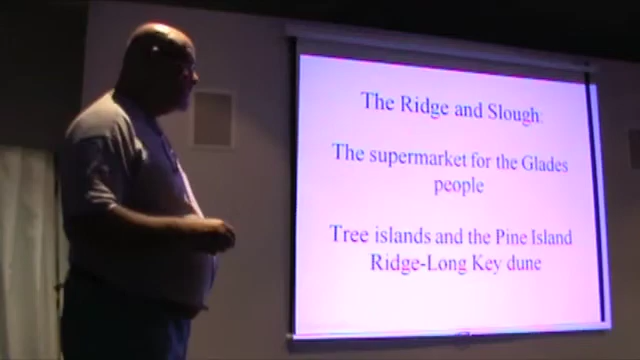 The Ridge and Slough:
The supermarket for the Glades
people
Tree islands and the Pine Island
Ridge-Long Key dune